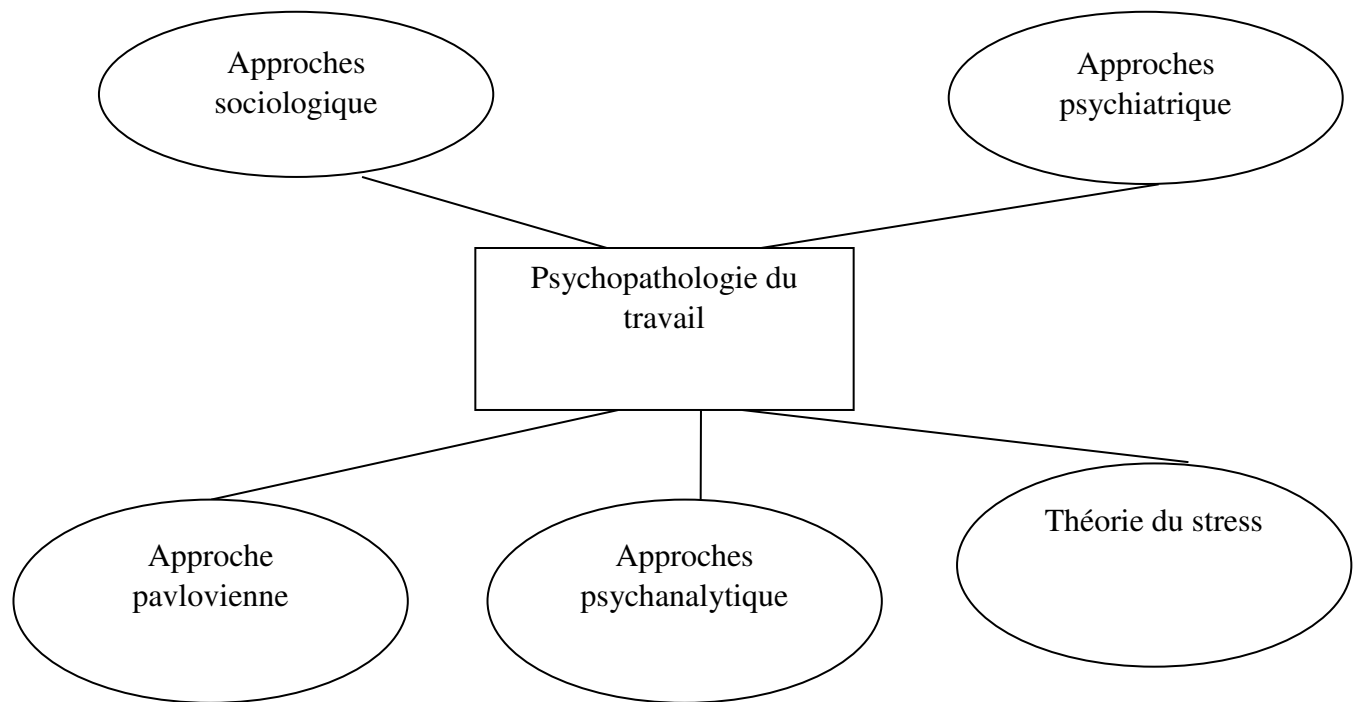 Approches
sociologique
Approches
psychiatrique
Psychopathologie du
travail
Approche
pavlovienne
Approches
psychanalytique
Théorie du stress